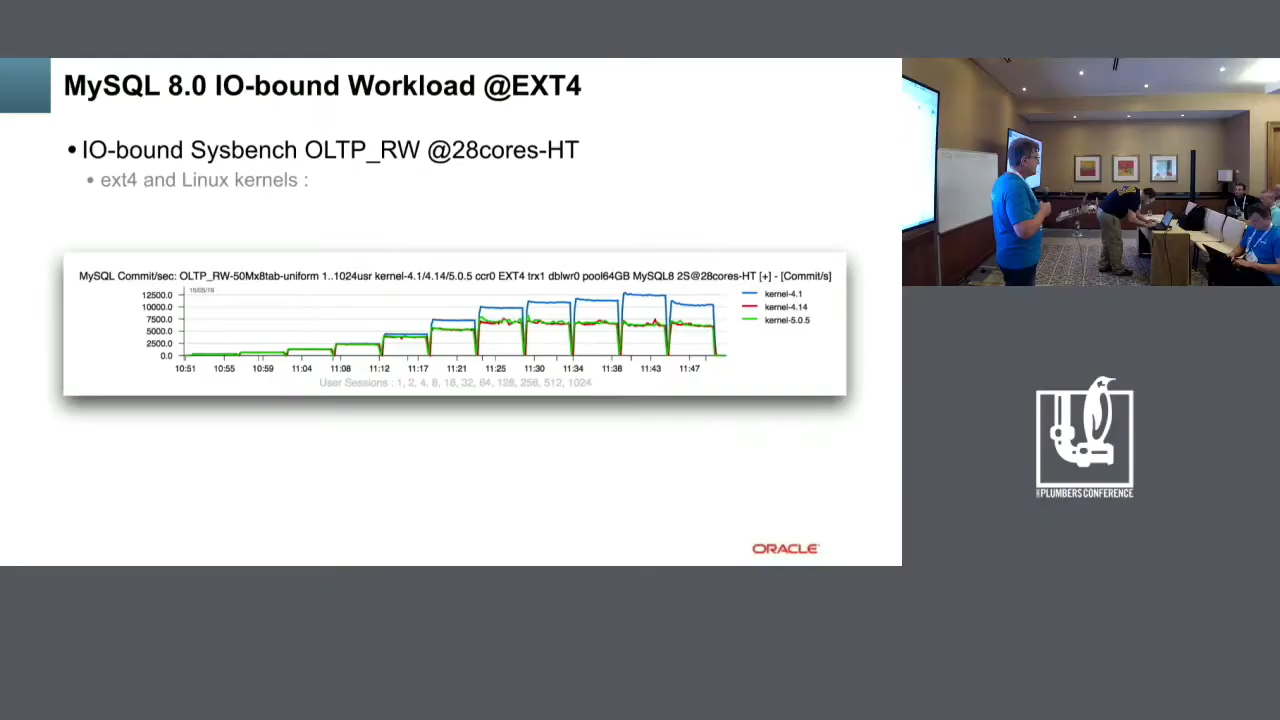 MySQL 8.0 IO-bound Workload @EXT4
• IO-bound Sysbench OLTP_RW @28cores-HT
• ext4 and Linux kernels :
MySQL Commit/sec: OLTP_RW-50Mx8tab-uniform 1..1024usr kernel-4.1/4.14/5.0.5 ccr0 EXT4 trx1 dblwr0 pool64GB MySQL8 2S@28cores-HT [+] - [Commit/s]
12500.0
10000.0
7500.0
5000.0
2500.0
0.0
kernel-4.1
kernel-4.14
kernel-5.0.5
10:51 10:55 10:59 11:04 11:08 11:12 11:17 11:21 11:25 11:30 11:34 11:38 11:43 11:47
User Sessions : 1, 2, 4, 8, 16, 32, 64, 128, 256, 512, 1024
ORACLE
PLUMBERS CONFERENCE